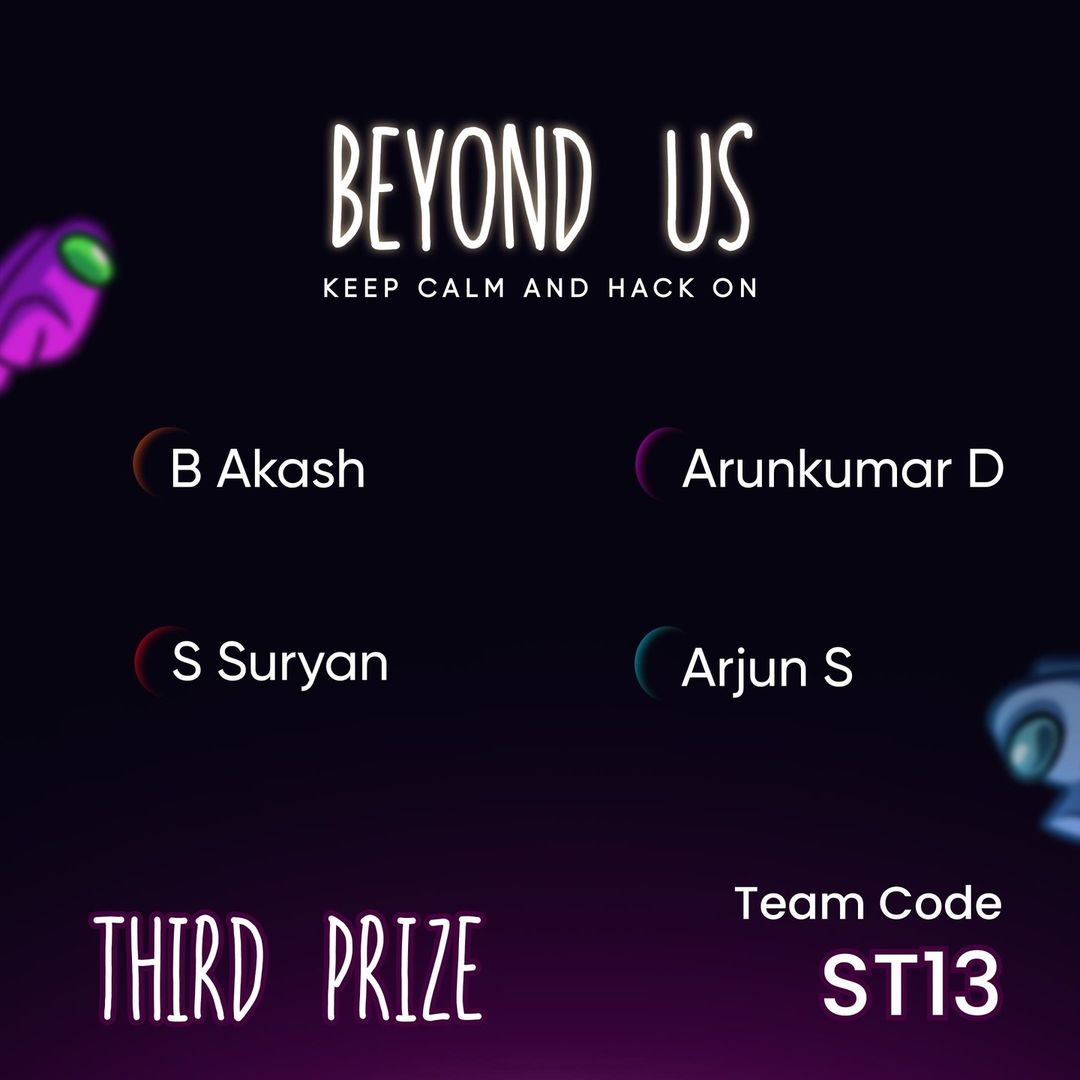 BEYOND US
KEEP CALM AND HACK ON
B Akash
Arunkumar D
S Suryan
Arjun S
THIRD PRIZE
Team Code
ST13